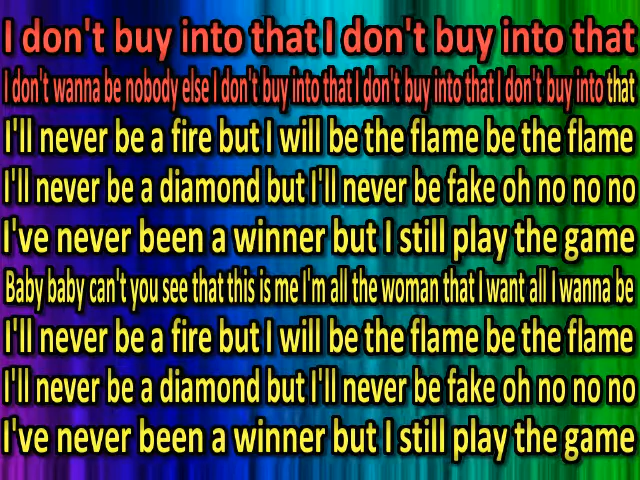 I don't buy into that I don't buy into that
I don't wanna be nobody else I don't buy into that I don't buy into that I don't buy into that
I'll never be a fire but I will be the flame be the flame
I'll never be a diamond but I'll never be fake oh no no no
I've never been a winner but I still play the game
Baby baby can't you see that this is me I'm all the woman that I want all I wanna be
I'll never be a fire but I will be the flame be the flame
I'll never be a diamond but I'll never be fake oh no no no
I've never been a winner but I still play the game